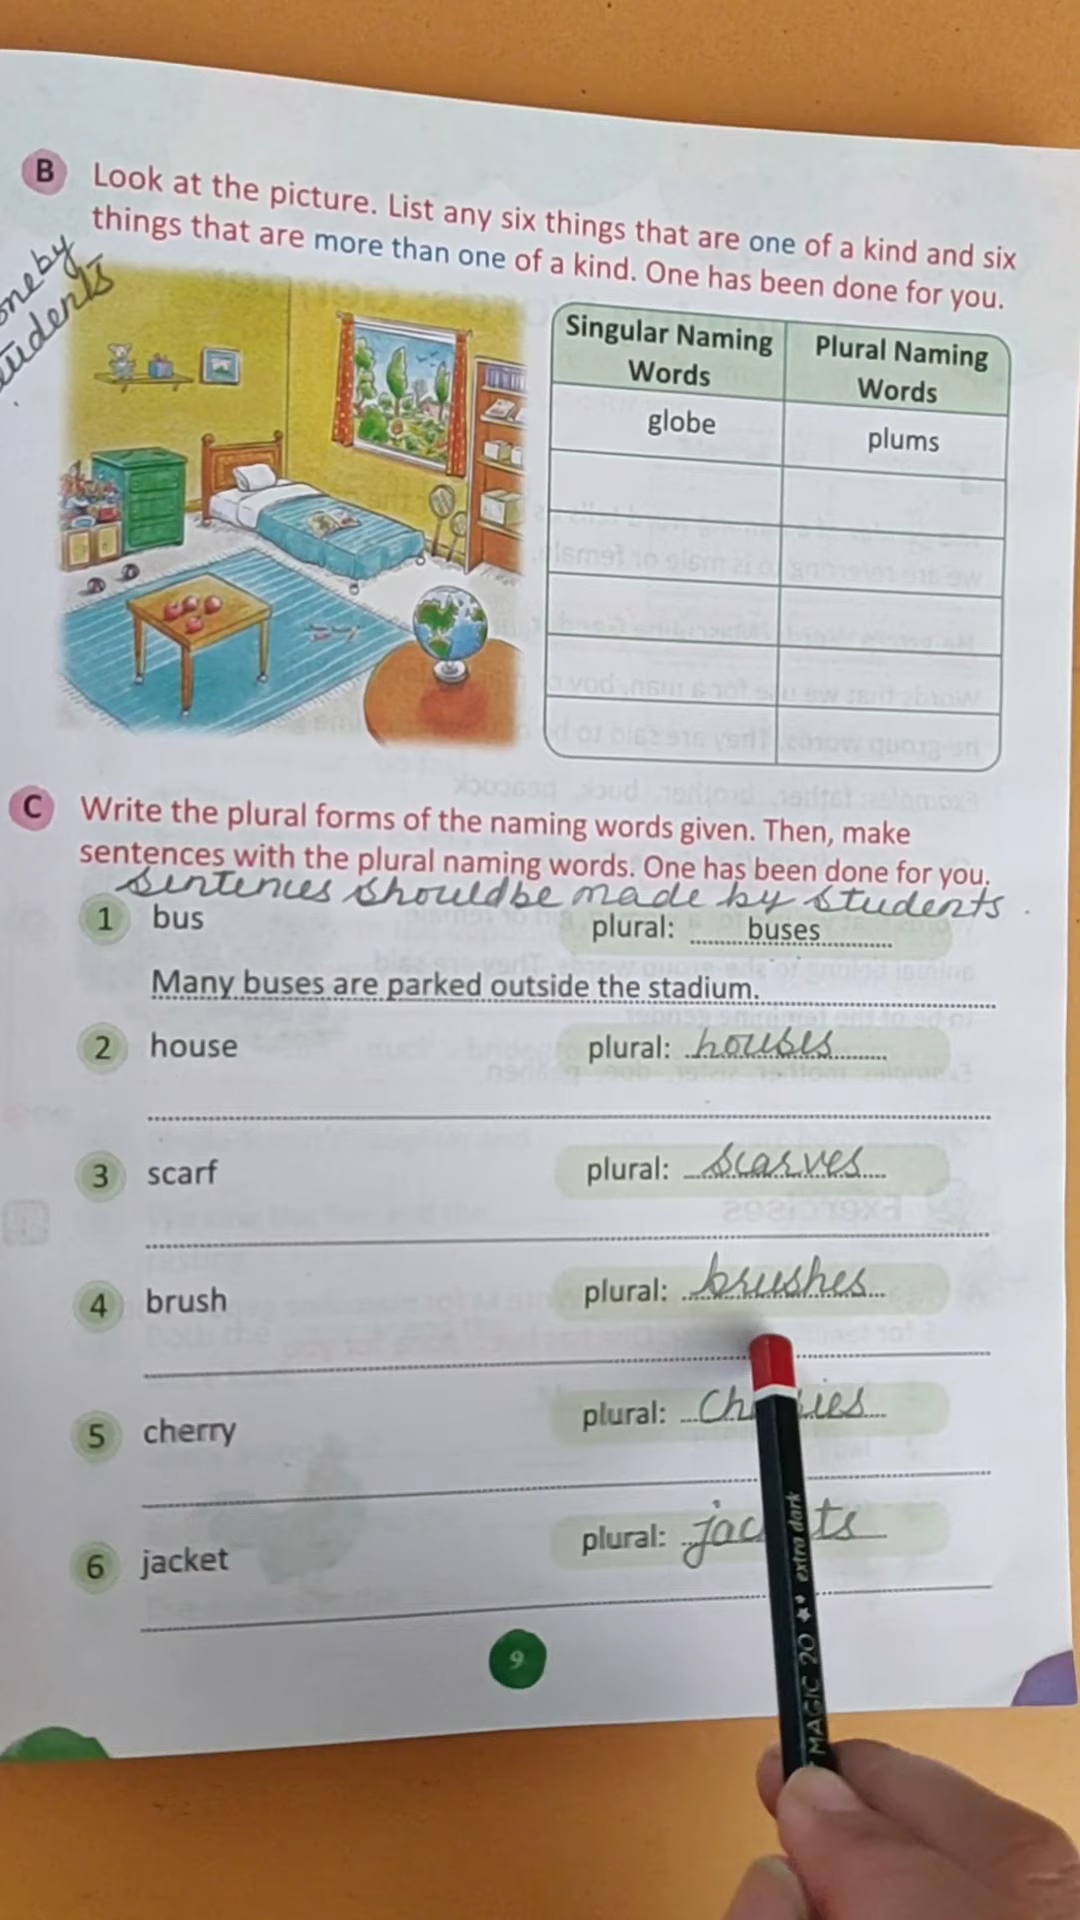 B Look at the picture. List any six things that are one of a kind and six
things that are more than one of a kind. One has been done for you.
by
Singular Naming Words
Plural Naming Words
globe plums
C Write the plural forms of the naming words given. Then, make
sentences with the plural naming words. One has been done for you.
sentences should be made by students.
1 bus plural: buses
Many buses are parked outside the stadium.
2 house plural: houses
3 scarf plural: scarves
4 brush plural: brushes
5 cherry plural:
6 jacket plural:
9
MAGIC 20 extra dark